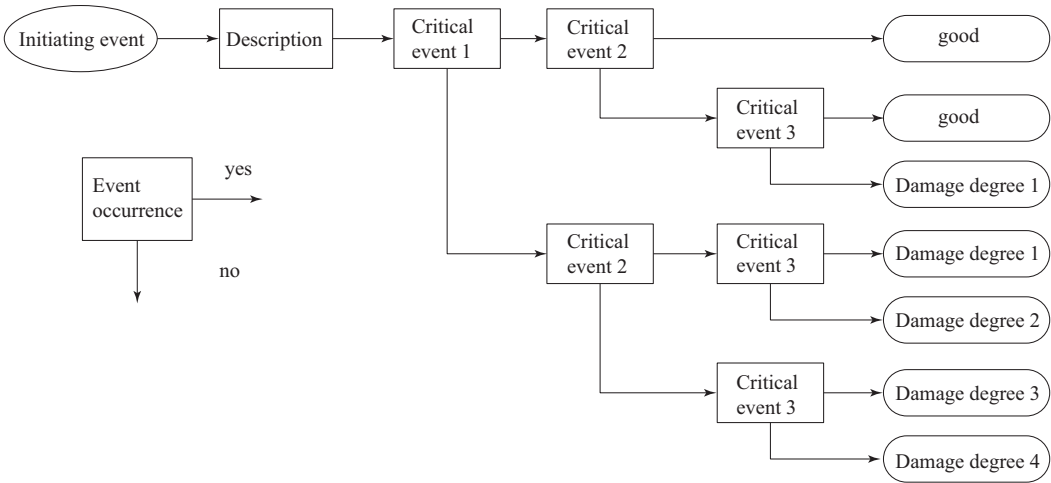 Initiating event
Description
Critical
event 1
Critical
event 2
good
Critical
event 3
good
Damage degree 1
Event
occurrence
yes
no
Critical
event 2
Critical
event 3
Damage degree 1
Damage degree 2
Critical
event 3
Damage degree 3
Damage degree 4